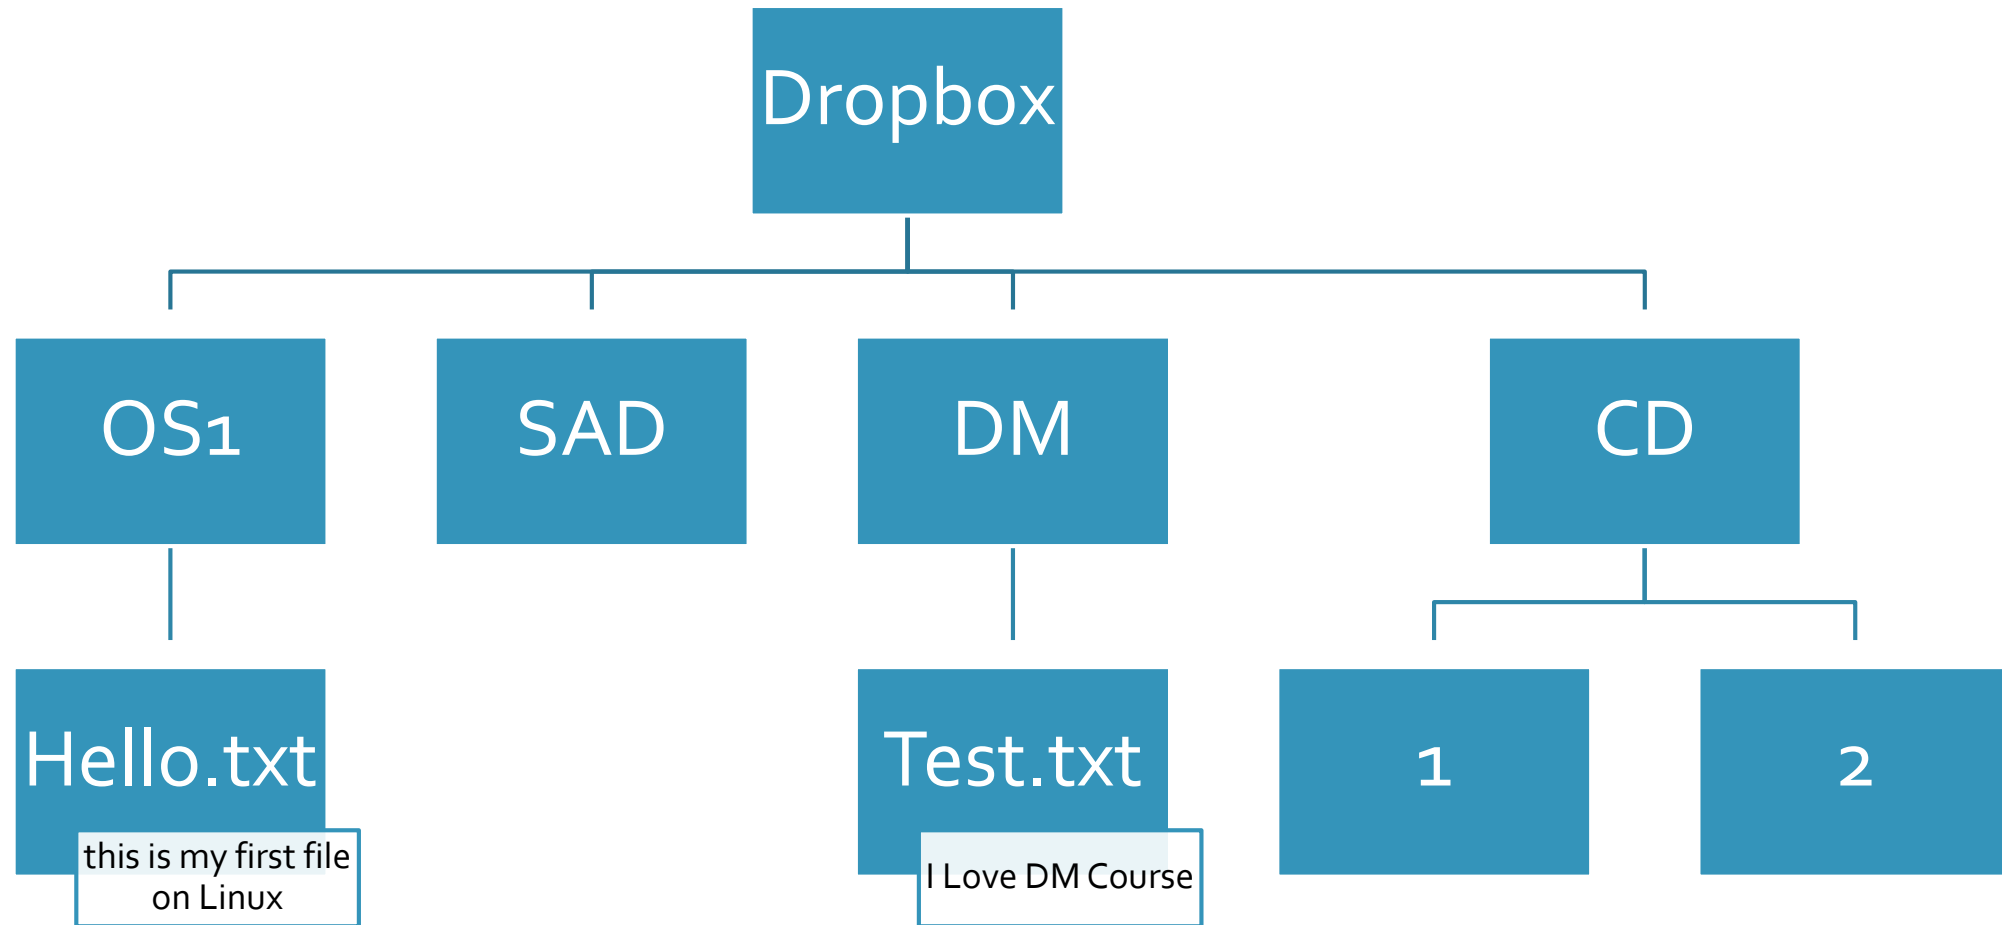 Dropbox
OS1
SAD
DM
CD
Hello.txt
this is my first file
on Linux
Test.txt
I Love DM Course
1
2